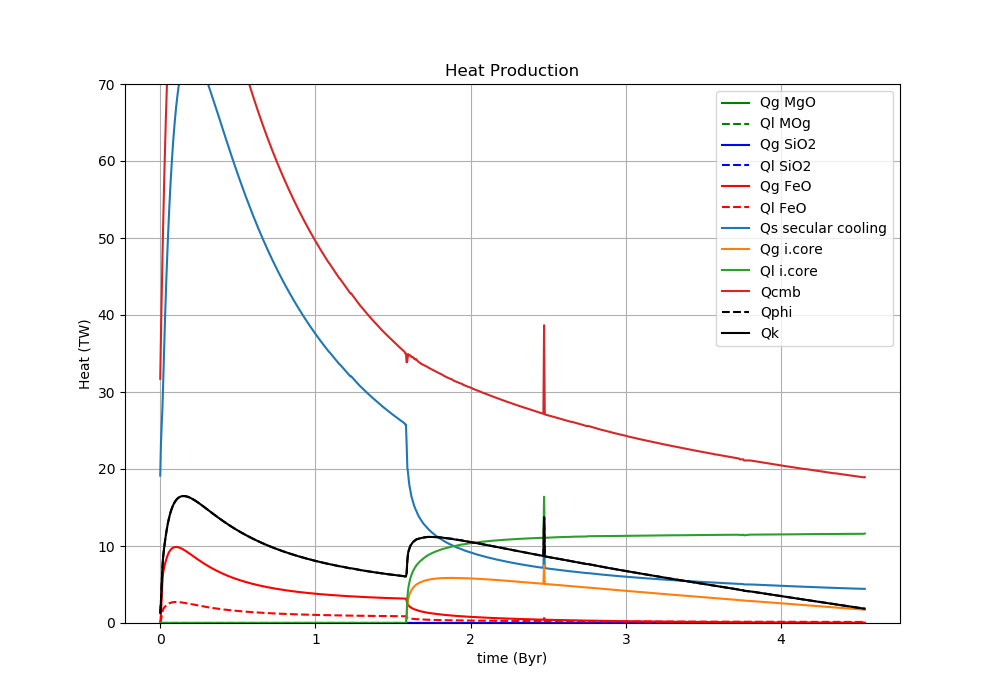 Heat Production
70
60
50
40
30
20
10
0
Heat (TW)
0
1
2
3
4
time (Byr)
Qg MgO
Ql MOg
Qg SiO2
Ql SiO2
Qg FeO
Ql FeO
Qs secular cooling
Qg i.core
Ql i.core
Qcmb
Qphi
Qk